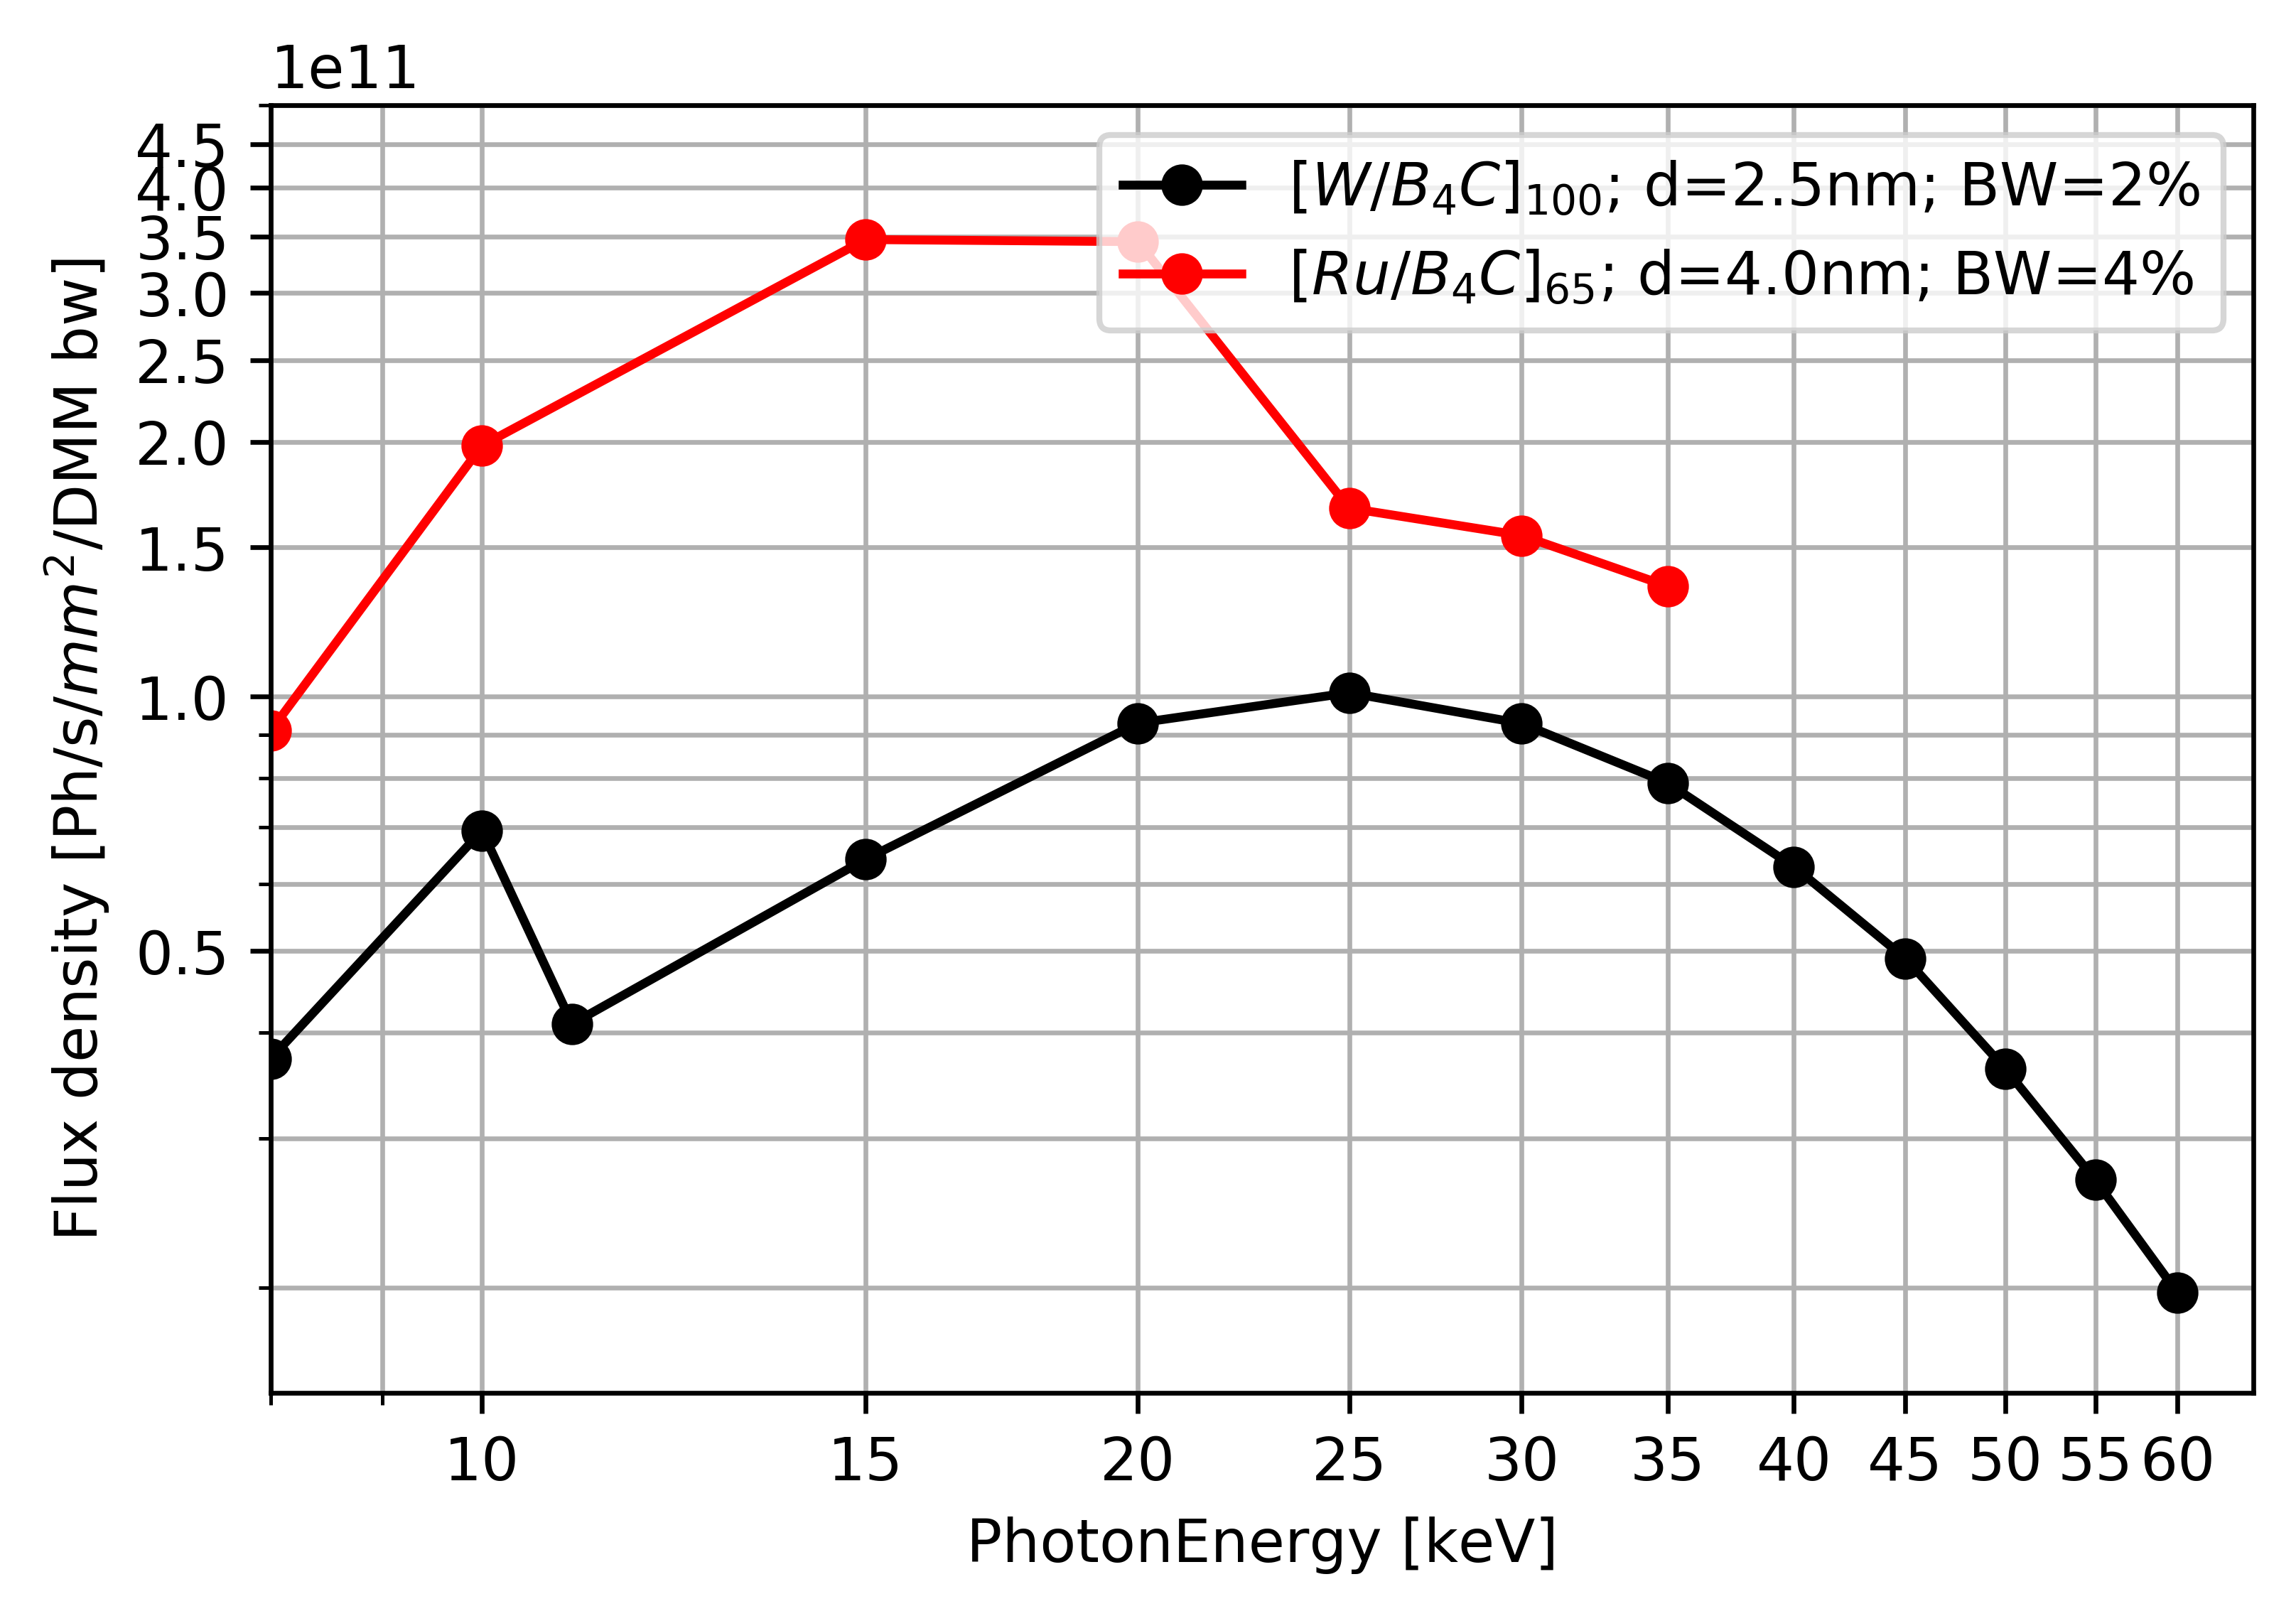 1e11
4.5
4.0
3.5
3.0
2.5
2.0
1.5
1.0
0.5
Flux density [Ph/s/mm²/DMM bw]
[W/B₄C]₁₀₀; d=2.5nm; BW=2%
[Ru/B₄C]₆₅; d=4.0nm; BW=4%
10 15 20 25 30 35 40 45 50 55 60
PhotonEnergy [keV]